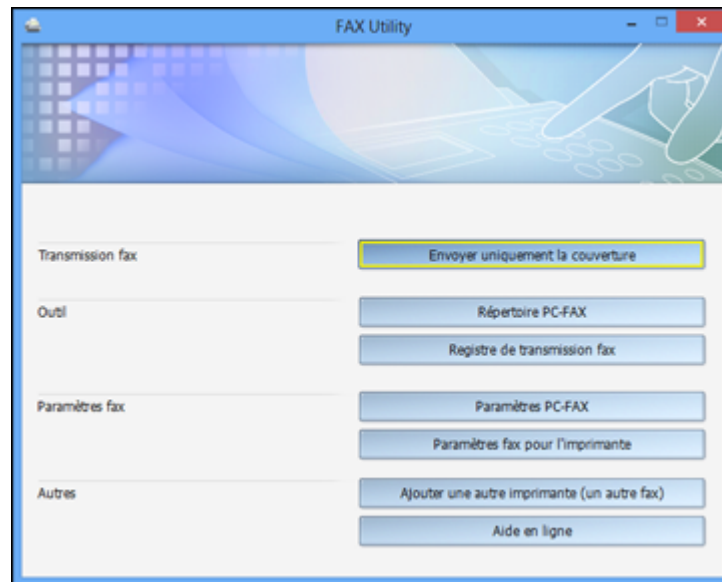 FAX Utility
Transmission fax
Envoyer uniquement la couverture
Outil
Répertoire PC-FAX
Registre de transmission fax
Paramètres fax
Paramètres PC-FAX
Paramètres fax pour l'imprimante
Autres
Ajouter une autre imprimante (un autre fax)
Aide en ligne